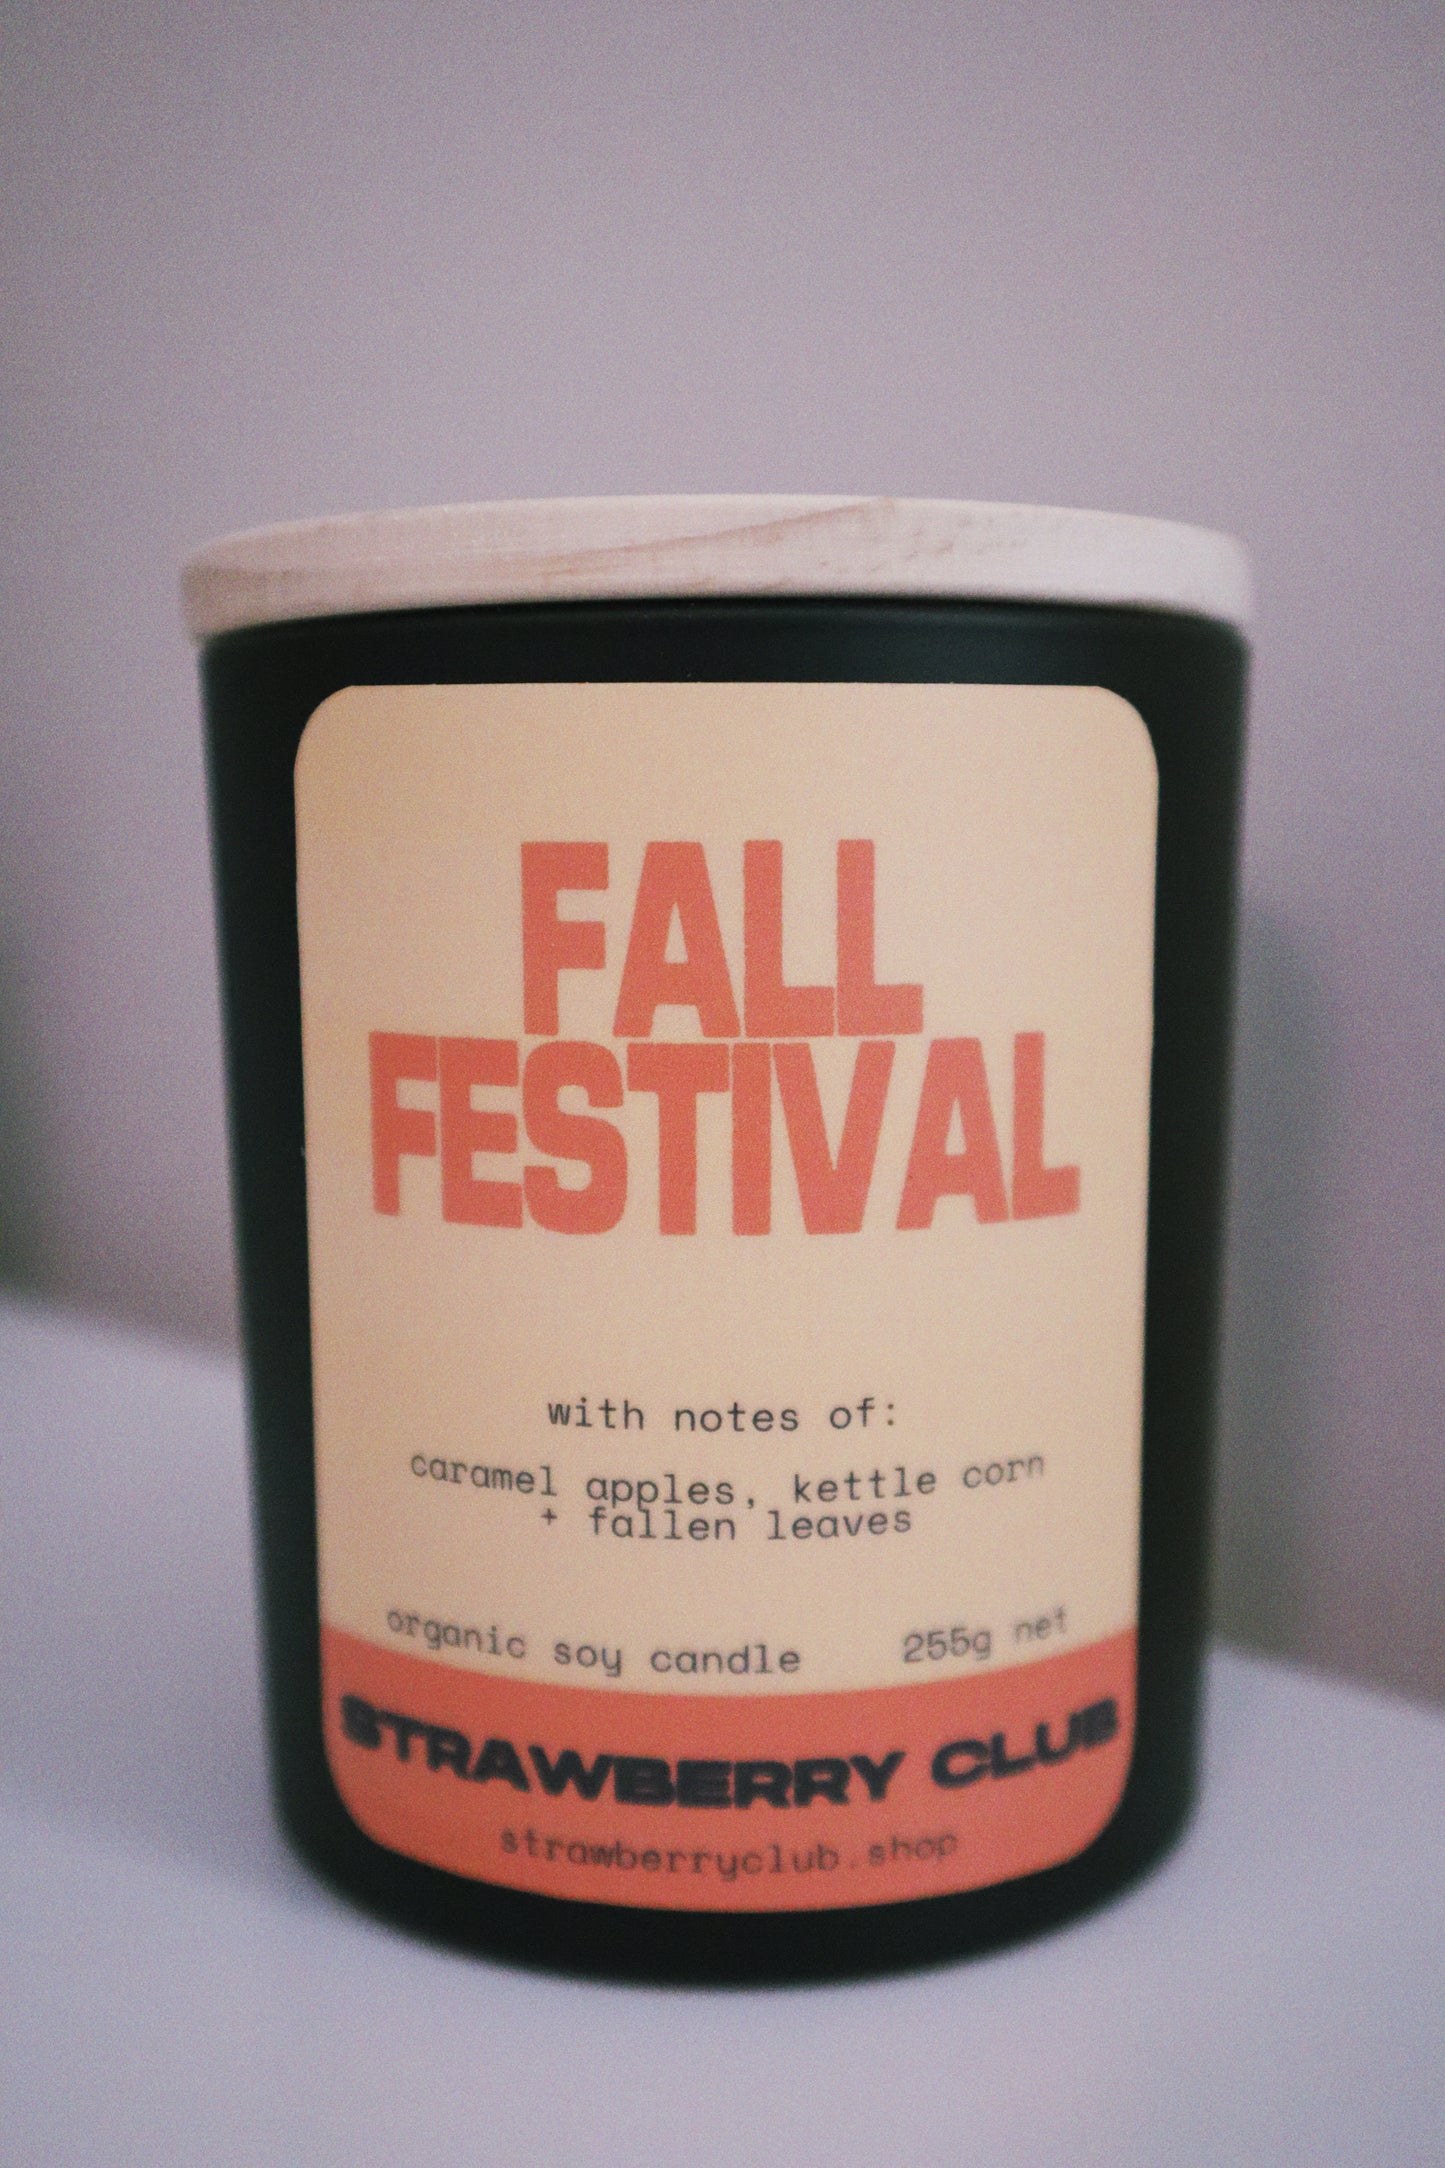 FALL
FESTIVAL
with notes of:
caramel apples, kettle corn
+ fallen leaves
organic soy candle 255g net
STRAWBERRY CLUB
strawberryclub.shop